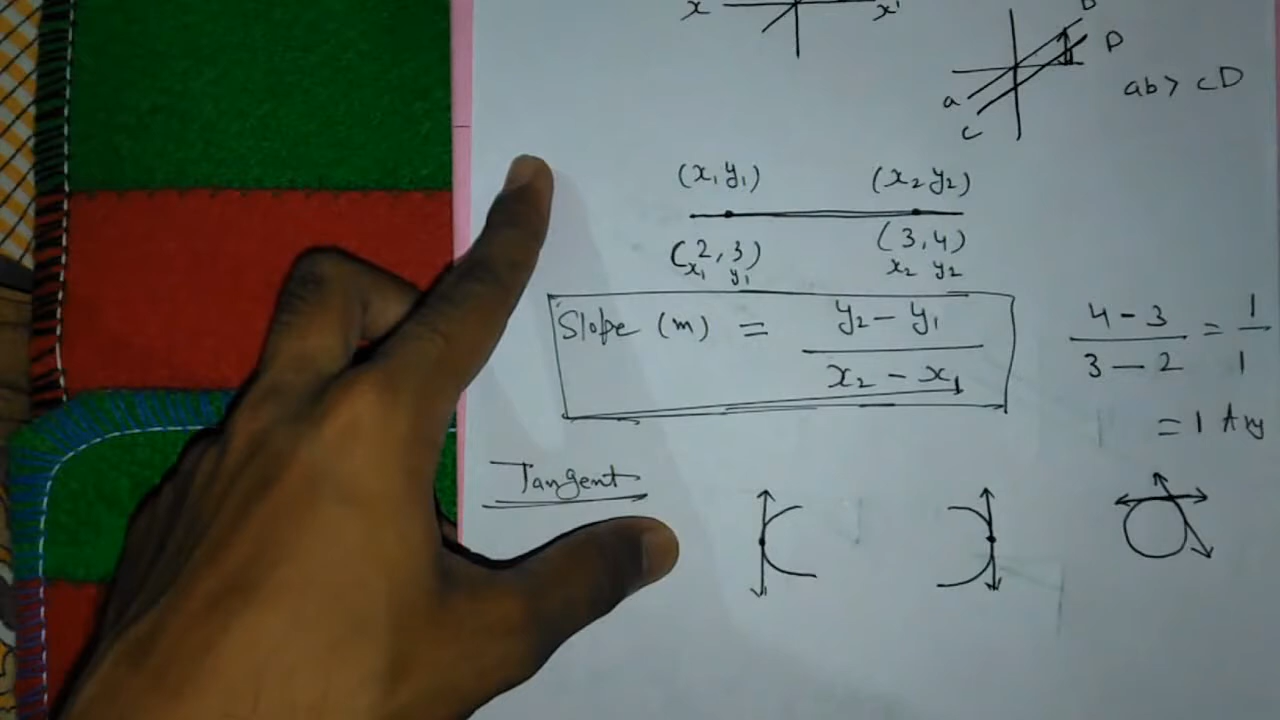 x x'
D
a
C
ab > CD
(x₁ y₁) (x₂ y₂)
(2, 3) (3, 4)
x₁ y₁ x₂ y₂
Slope (m) = y₂ - y₁ / x₂ - x₁
4 - 3 / 3 - 2 = 1 / 1
= 1
Tangent